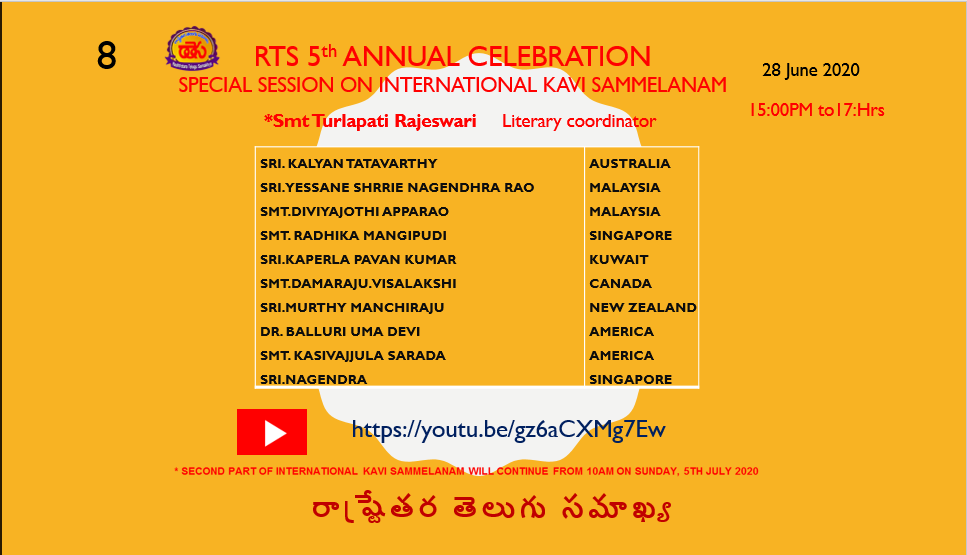 8
RTS 5th ANNUAL CELEBRATION
SPECIAL SESSION ON INTERNATIONAL KAVI SAMMELANAM
28 June 2020
15:00PM to17:Hrs
*Smt Turlapati Rajeswari Literary coordinator
SRI. KALYAN TATAVARTHY AUSTRALIA
SRI.YESSANE SHRRIE NAGENDHRA RAO MALAYSIA
SMT.DIVIYAJOTHI APPARAO MALAYSIA
SMT. RADHIKA MANGIPUDI SINGAPORE
SRI.KAPERLA PAVAN KUMAR KUWAIT
SMT.DAMARAJU.VISALAKSHI CANADA
SRI.MURTHY MANCHIRAJU NEW ZEALAND
DR. BALLURI UMA DEVI AMERICA
SMT. KASIVAJJULA SARADA AMERICA
SRI.NAGENDRA SINGAPORE
https://youtu.be/gz6aCXMg7Ew
* SECOND PART OF INTERNATIONAL KAVI SAMMELANAM WILL CONTINUE FROM 10AM ON SUNDAY, 5TH JULY 2020
రాష్ట్రేతర తెలుగు సమాఖ్య